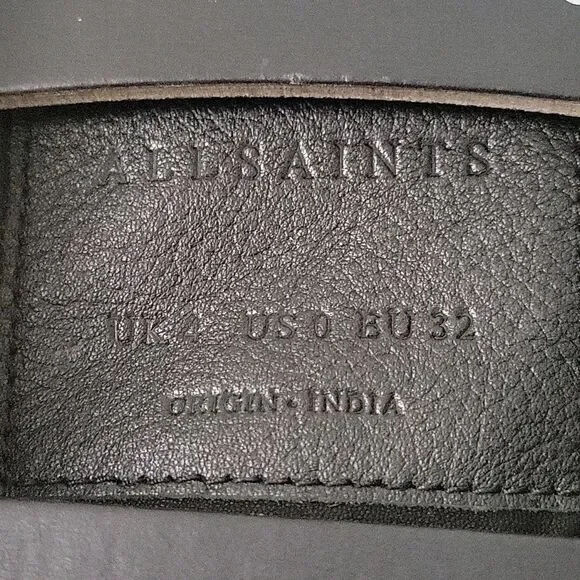 ALLSAINTS
UK 4 US 0 EU 32
ORIGIN · INDIA